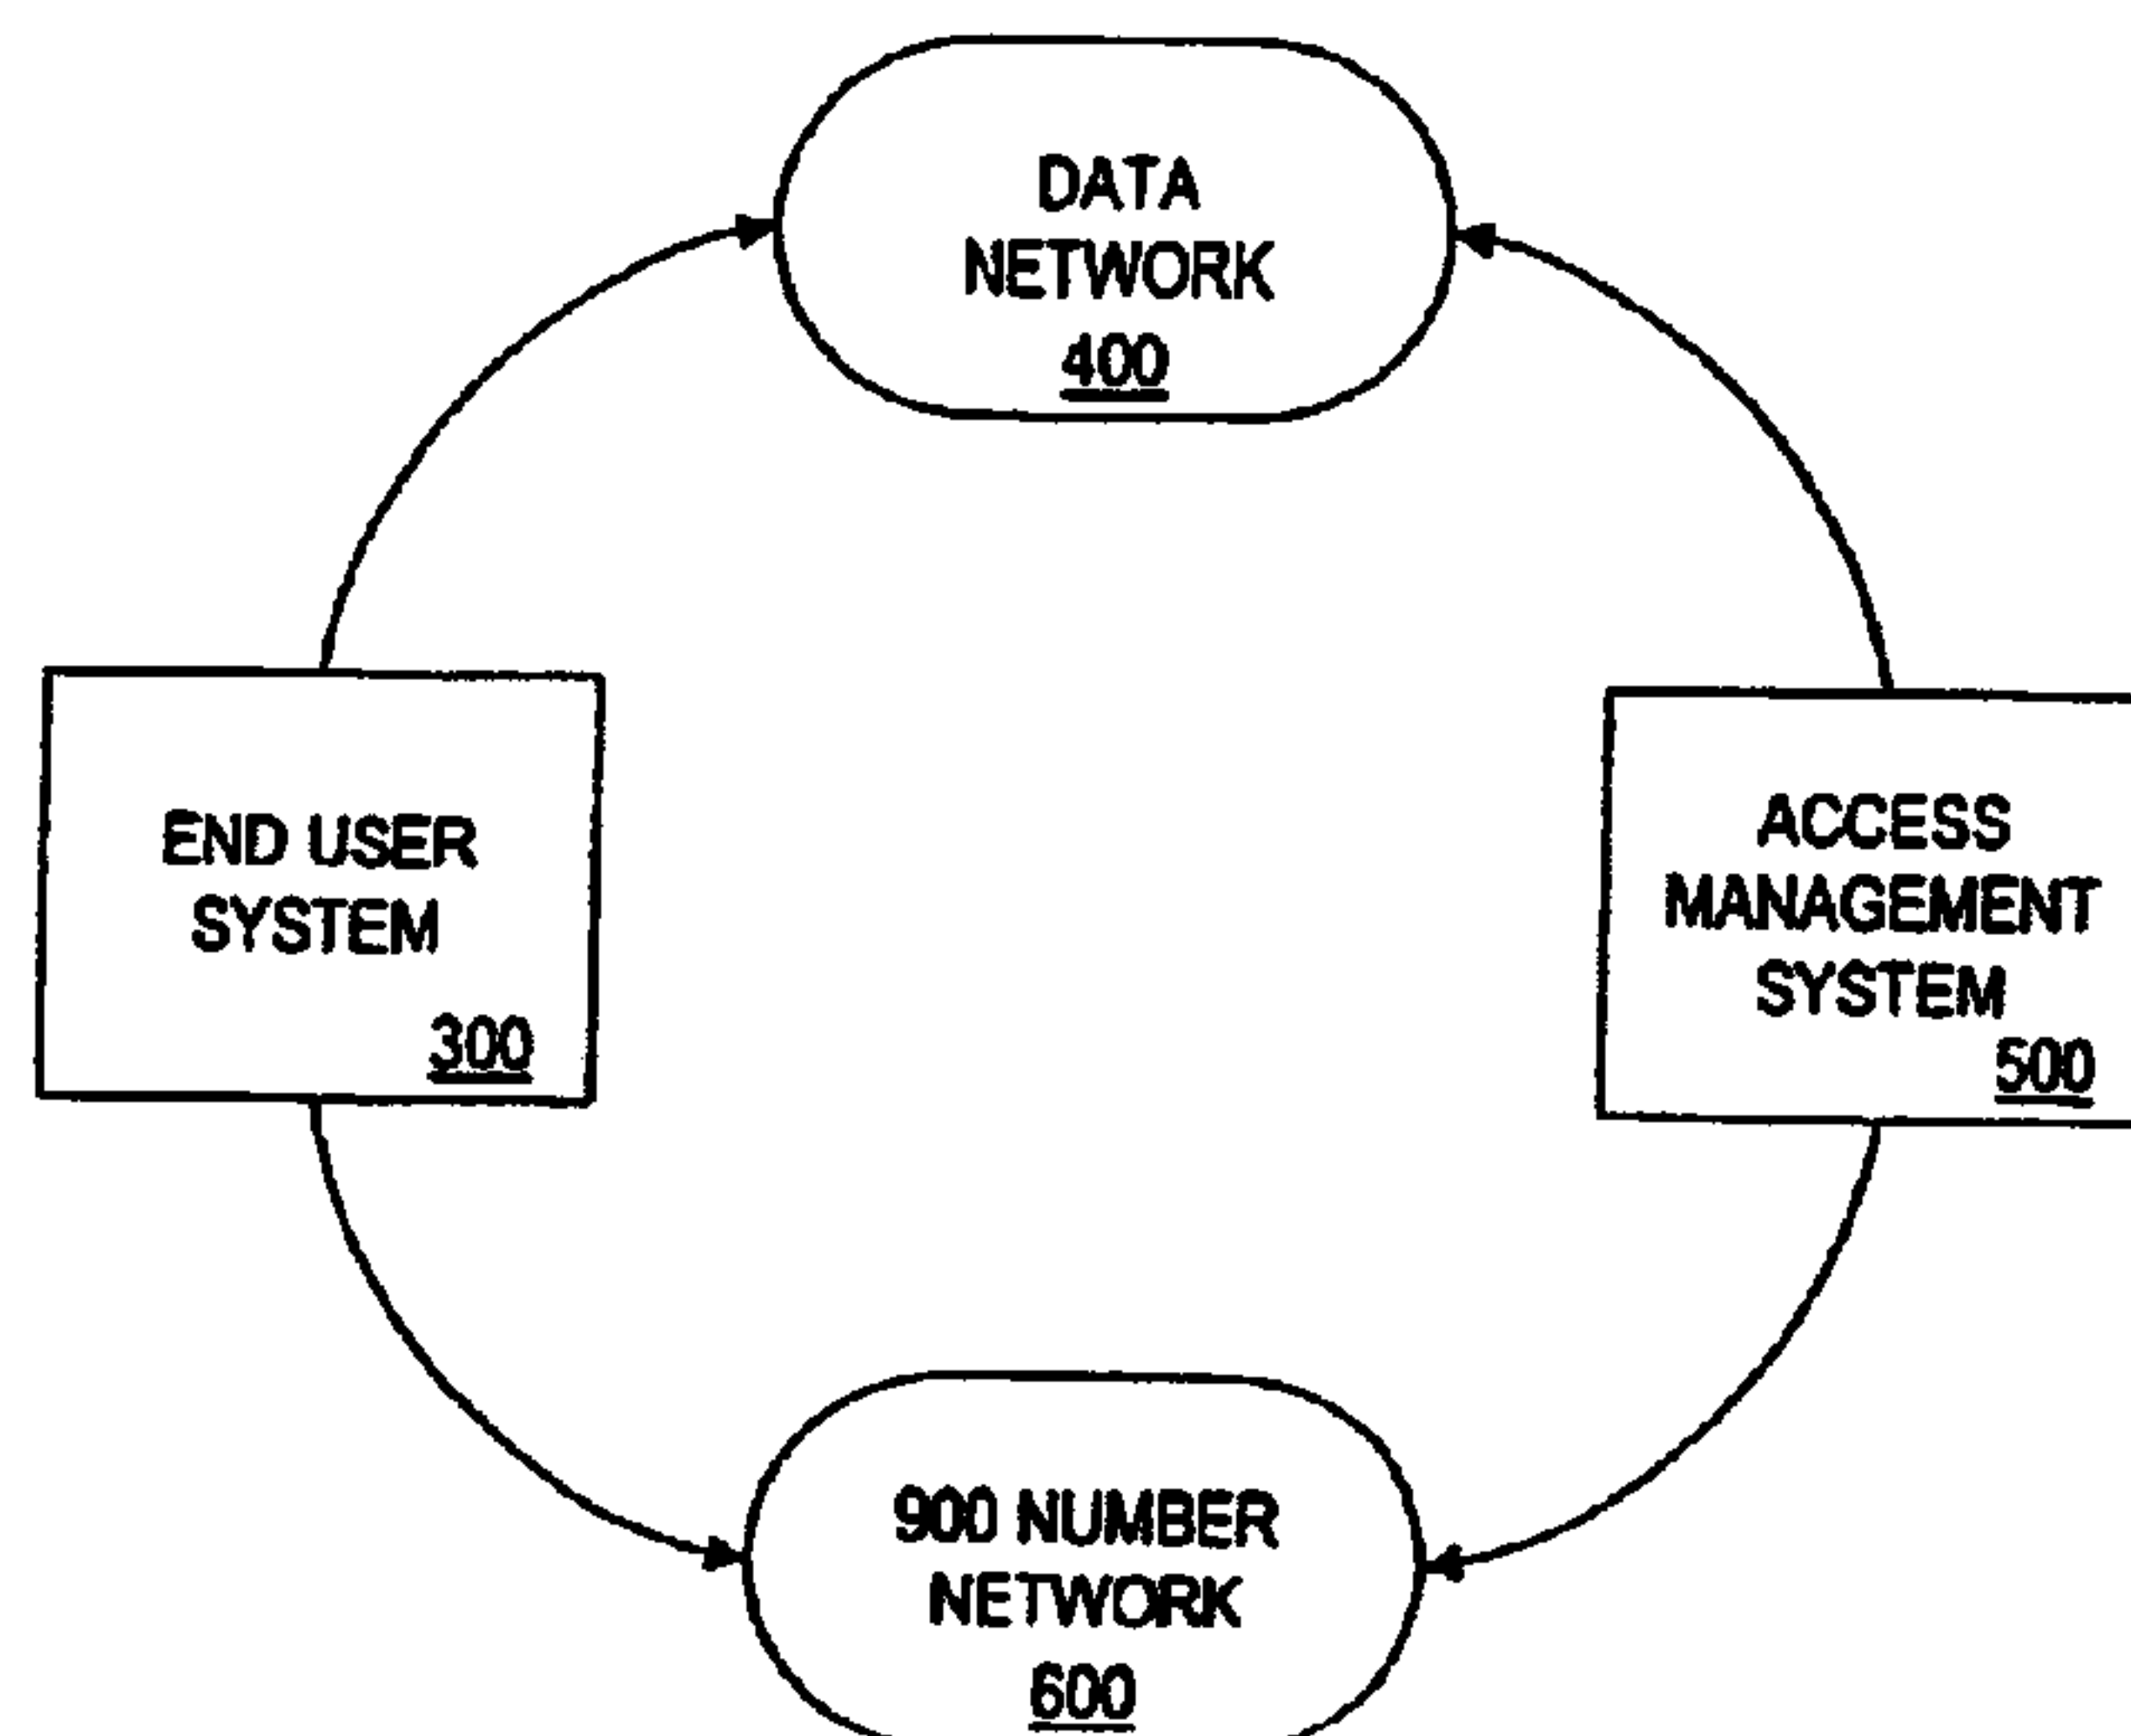 DATA
NETWORK
400
END USER
SYSTEM
300
ACCESS
MANAGEMENT
SYSTEM
500
900 NUMBER
NETWORK
600